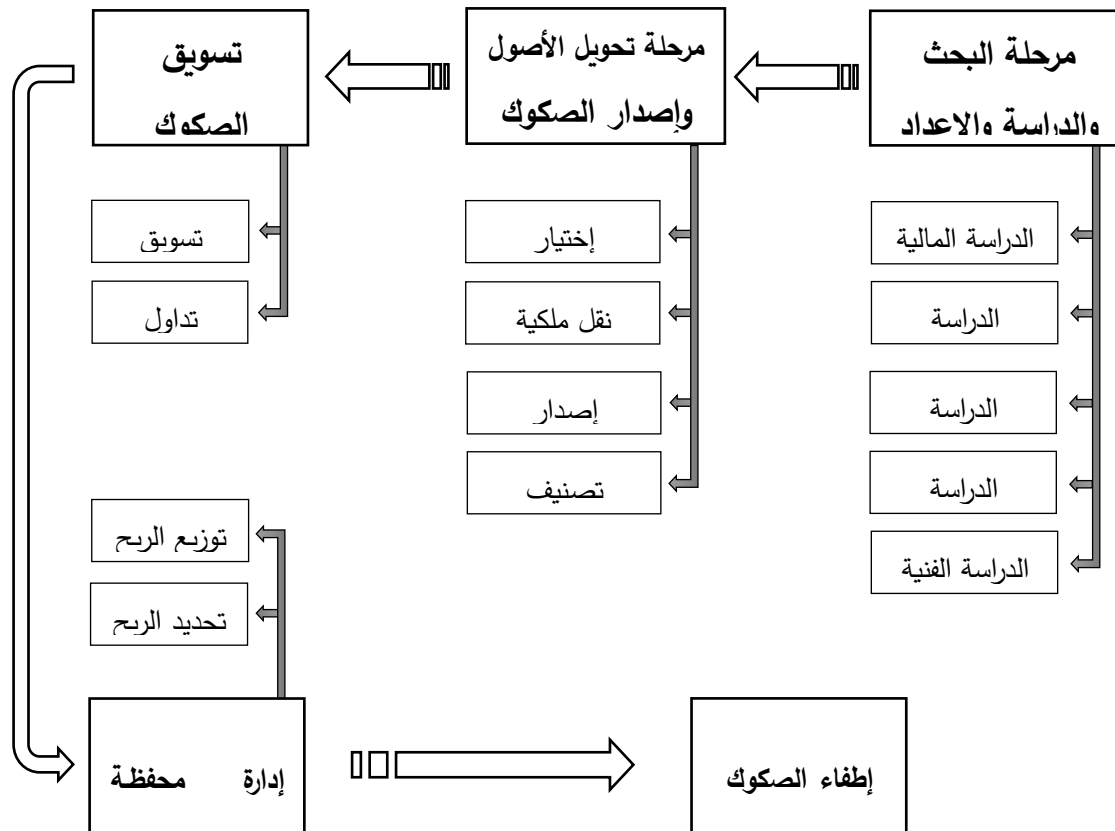 مرحلة البحث
والدراسة والاعداد
مرحلة تحويل الأصول
وإصدار الصكوك
تسويق
الصكوك
الدراسة المالية
الدراسة
الدراسة
الدراسة
الدراسة الفنية
إختيار
نقل ملكية
إصدار
تصنيف
تسويق
تداول
توزيع الربح
تحديد الربح
إدارة محفظة
إطفاء الصكوك